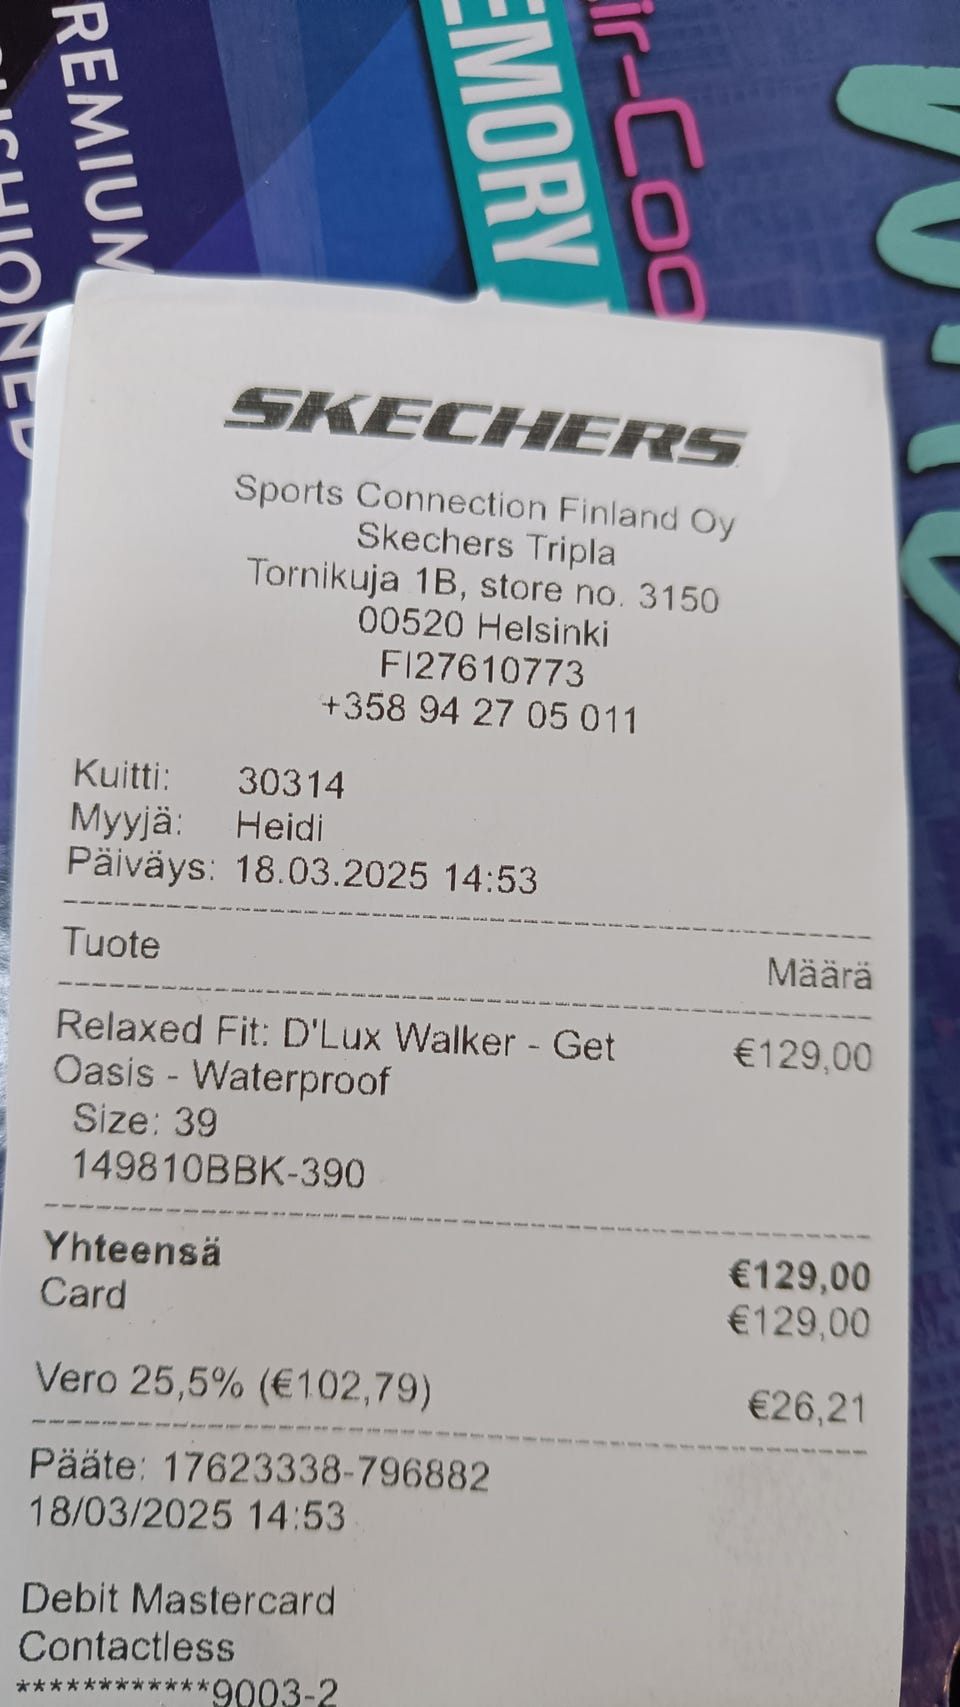 REMIUM
EMORY
ir-Coo
SKECHERS
Sports Connection Finland Oy
Skechers Tripla
Tornikuja 1B, store no. 3150
00520 Helsinki
FI27610773
+358 94 27 05 011
Kuitti: 30314
Myyjä: Heidi
Päiväys: 18.03.2025 14:53
Tuote Määrä
Relaxed Fit: D'Lux Walker - Get €129,00
Oasis - Waterproof
Size: 39
149810BBK-390
Yhteensä €129,00
Card €129,00
Vero 25,5% (€102,79) €26,21
Pääte: 17623338-796882
18/03/2025 14:53
Debit Mastercard
Contactless
************9003-2